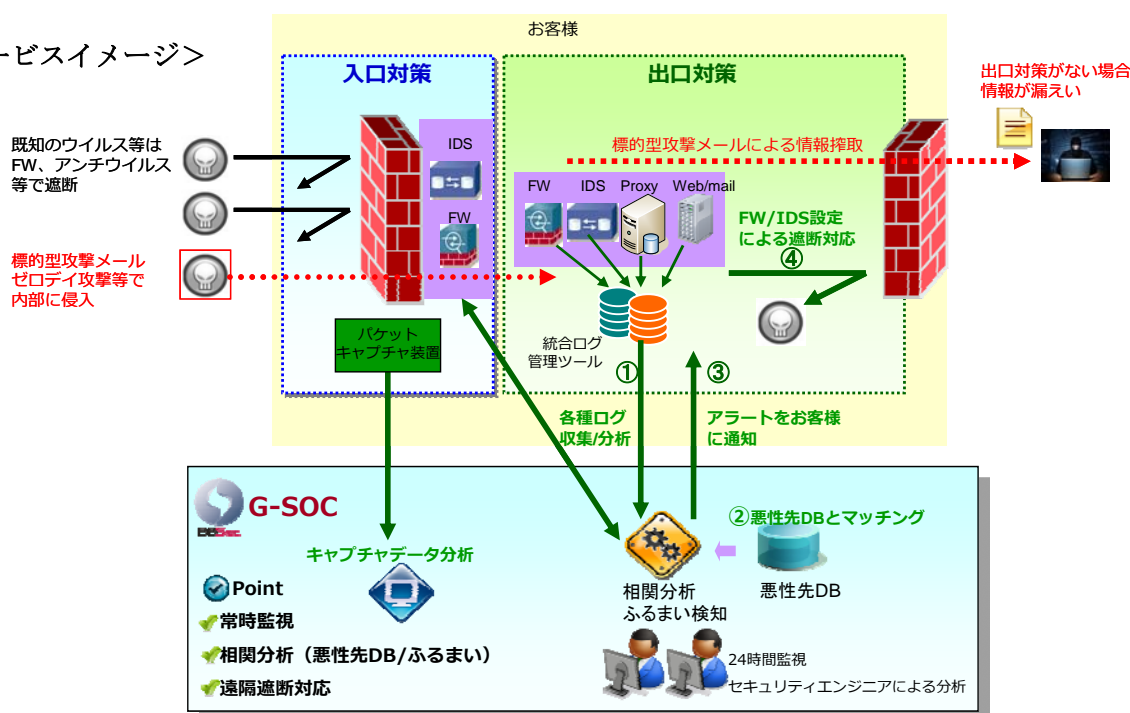 ービスイメージ＞
お客様
入口対策
出口対策
出口対策がない場合
情報が漏えい
既知のウイルス等は
FW、アンチウイルス
等で遮断
IDS
FW
標的型攻撃メールによる情報搾取
FW
IDS
Proxy
Web/mail
FW/IDS設定
による遮断対応
④
標的型攻撃メール
ゼロデイ攻撃等で
内部に侵入
パケット
キャプチャ装置
統合ログ
管理ツール
①
③
各種ログ
収集/分析
アラートをお客様
に通知
G-SOC
BBSec
②悪性先DBとマッチング
キャプチャデータ分析
Point
常時監視
相関分析（悪性先DB/ふるまい）
遠隔遮断対応
相関分析
ふるまい検知
悪性先DB
24時間監視
セキュリティエンジニアによる分析